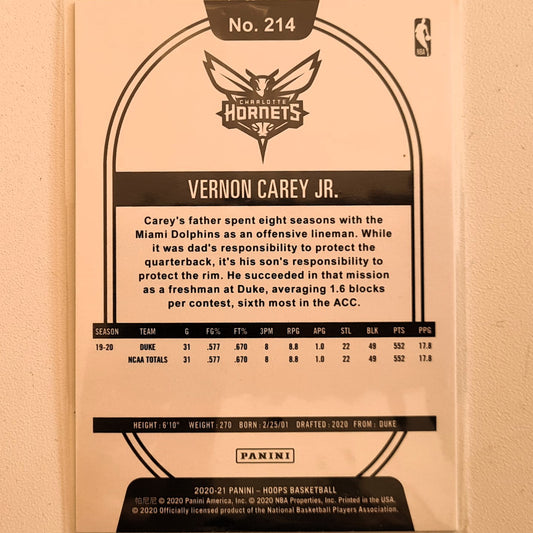 No. 214
NBA
CHARLOTTE
HORNETS
VERNON CAREY JR.
Carey's father spent eight seasons with the
Miami Dolphins as an offensive lineman. While
it was dad's responsibility to protect the
quarterback, it's his son's responsibility to
protect the rim. He succeeded in that mission
as a freshman at Duke, averaging 1.6 blocks
per contest, sixth most in the ACC.
SEASON TEAM G FG% FT% 3PM RPG APG STL BLK PTS PPG
19-20 DUKE 31 .577 .670 8 8.8 1.0 22 49 552 17.8
NCAA TOTALS 31 .577 .670 8 8.8 1.0 22 49 552 17.8
HEIGHT: 6'10" WEIGHT: 270 BORN: 2/25/01 DRAFTED: 2020 FROM: DUKE
PANINI
2020-21 PANINI – HOOPS BASKETBALL
帕尼尼 © 2020 Panini America, Inc. © 2020 NBA Properties, Inc. Printed in the USA.
© 2020 Officially licensed product of the National Basketball Players Association.